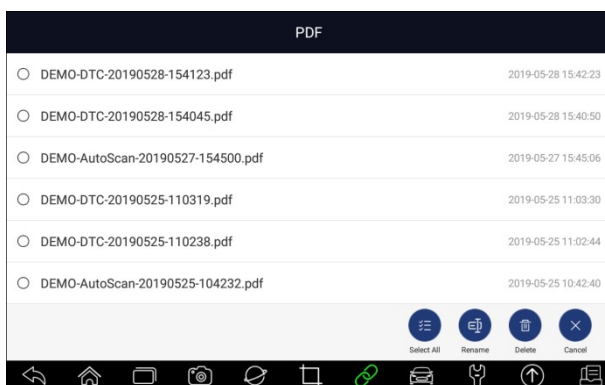 PDF
DEMO-DTC-20190528-154123.pdf 2019-05-28 15:42:23
DEMO-DTC-20190528-154045.pdf 2019-05-28 15:40:50
DEMO-AutoScan-20190527-154500.pdf 2019-05-27 15:45:06
DEMO-DTC-20190525-110319.pdf 2019-05-25 11:03:30
DEMO-DTC-20190525-110238.pdf 2019-05-25 11:02:44
DEMO-AutoScan-20190525-104232.pdf 2019-05-25 10:42:40
Select All Rename Delete Cancel